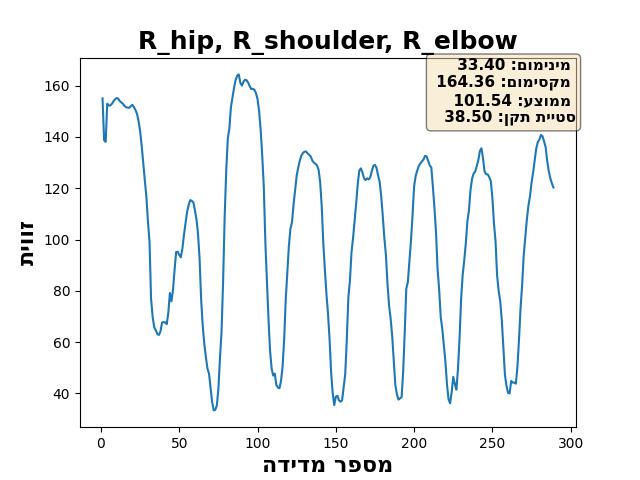 R_hip, R_shoulder, R_elbow
מינימום: 33.40
מקסימום: 164.36
ממוצע: 101.54
סטיית תקן: 38.50
זווית
160
140
120
100
80
60
40
0 50 100 150 200 250 300
מספר מדידה